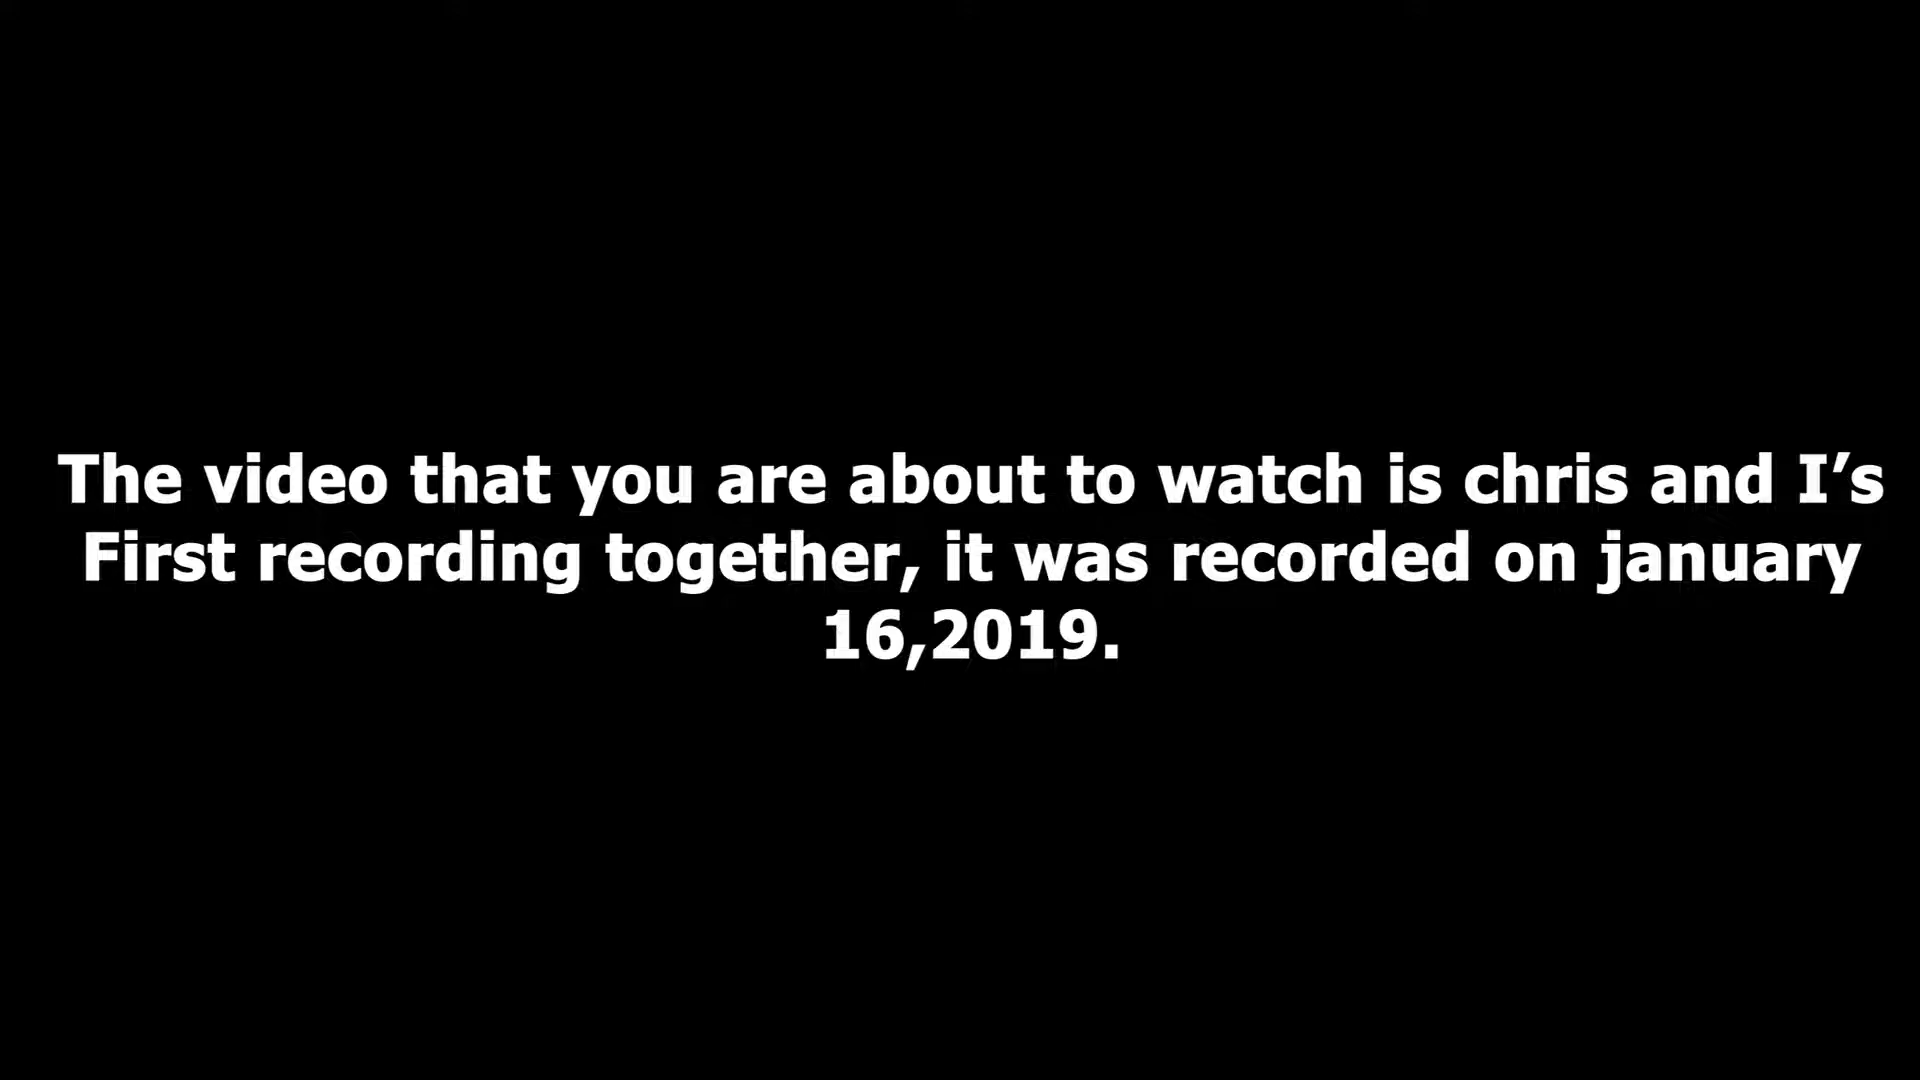 The video that you are about to watch is chris and I’s
First recording together, it was recorded on january
16,2019.